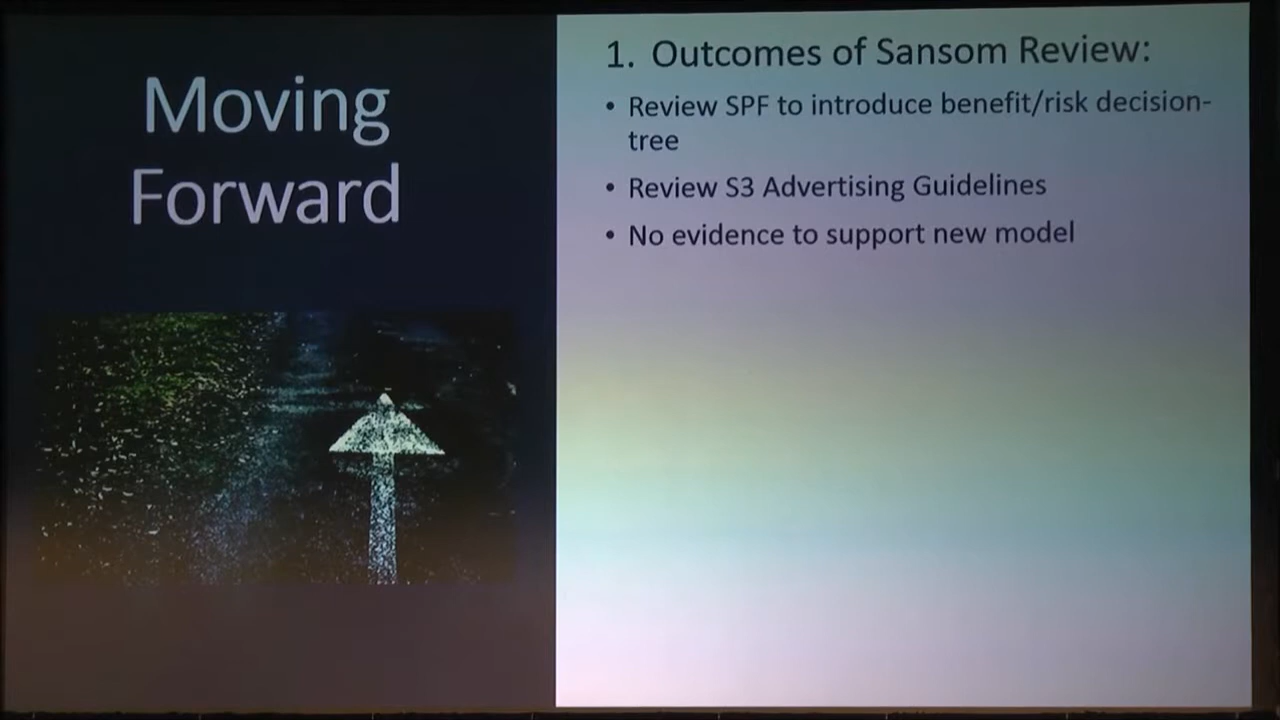 Moving
Forward
1. Outcomes of Sansom Review:
• Review SPF to introduce benefit/risk decision-
tree
• Review S3 Advertising Guidelines
• No evidence to support new model